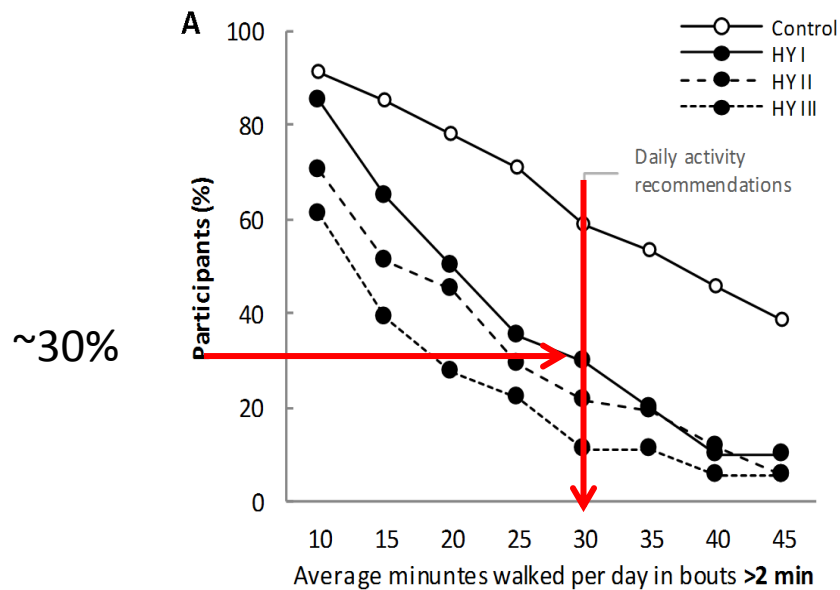 A
100
80
60
40
20
0
Participants (%)
~30%
Control
HY I
HY II
HY III
Daily activity
recommendations
10 15 20 25 30 35 40 45
Average minuntes walked per day in bouts >2 min